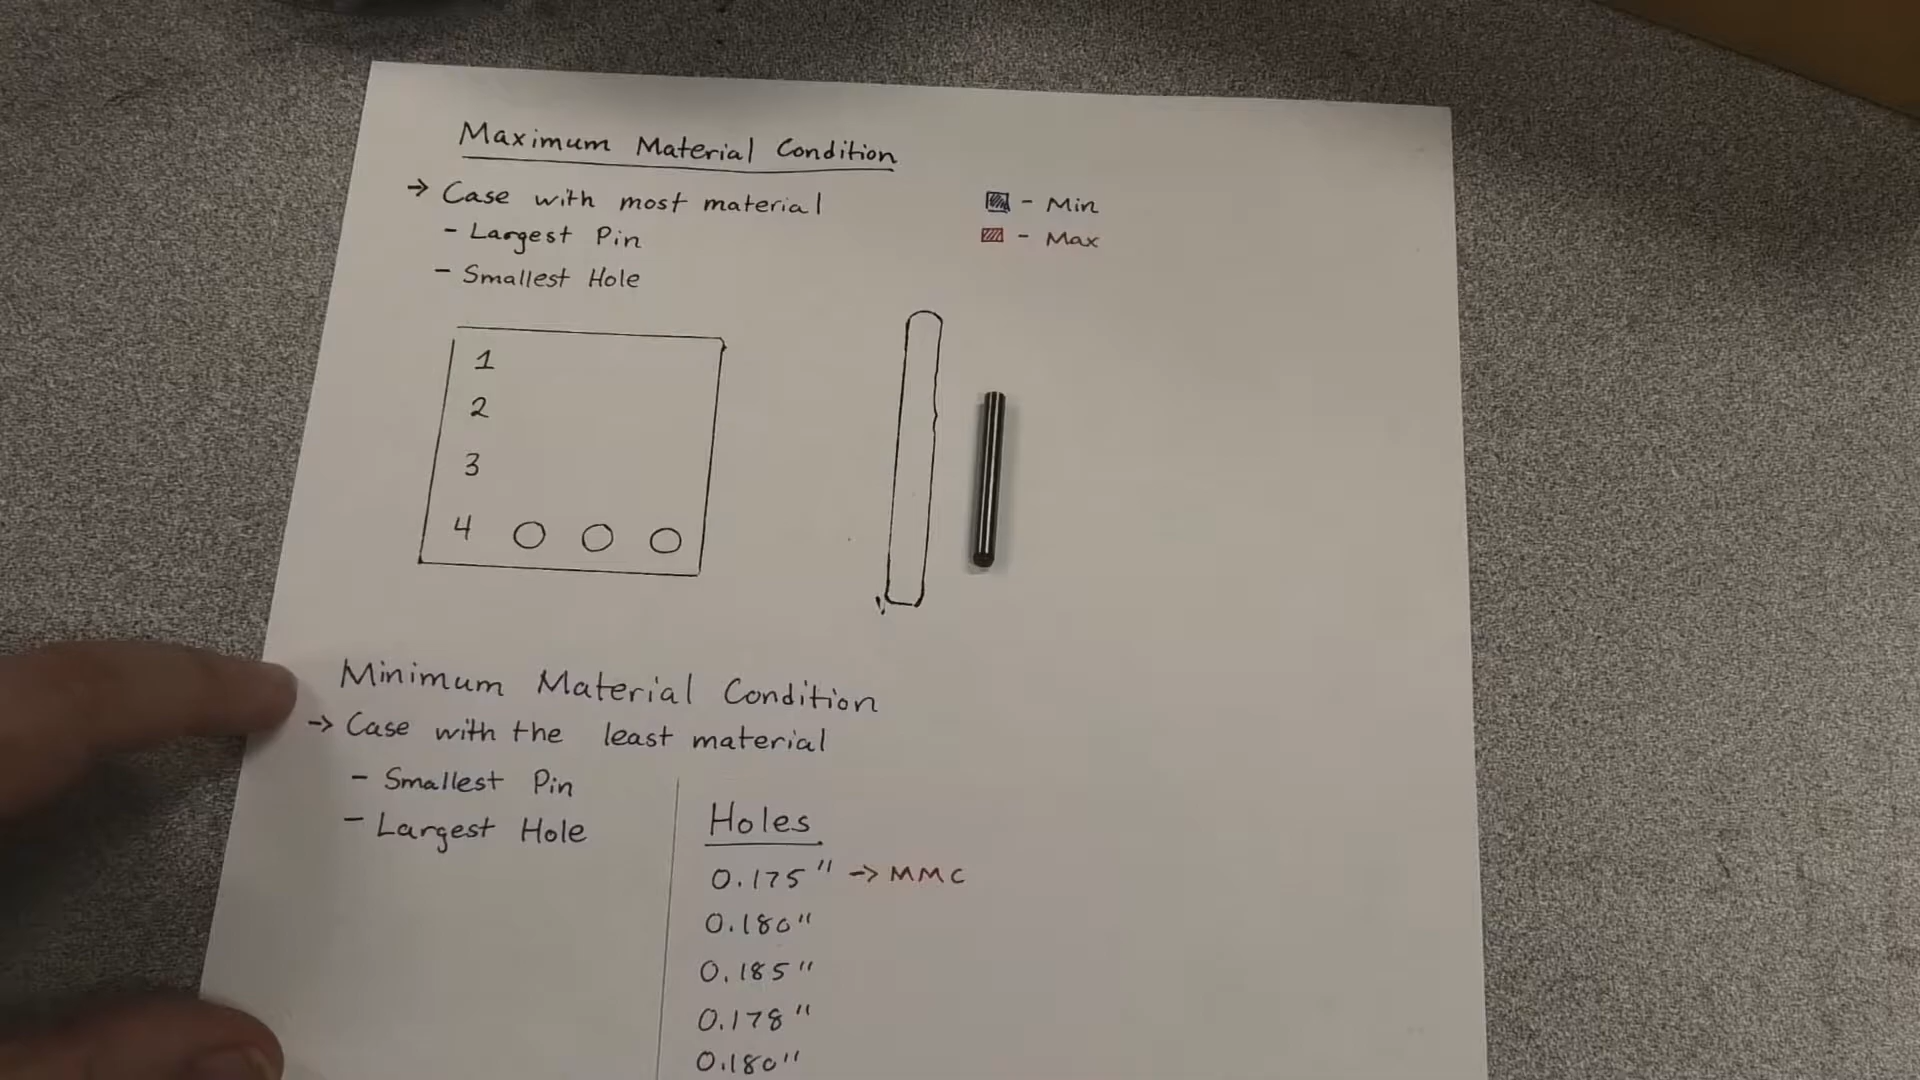 Maximum Material Condition
→ Case with most material
- Largest Pin
- Smallest Hole
- Min
- Max
1
2
3
4
Minimum Material Condition
→ Case with the least material
- Smallest Pin
- Largest Hole
Holes
0.175" → MMC
0.180"
0.185"
0.178"
0.180"